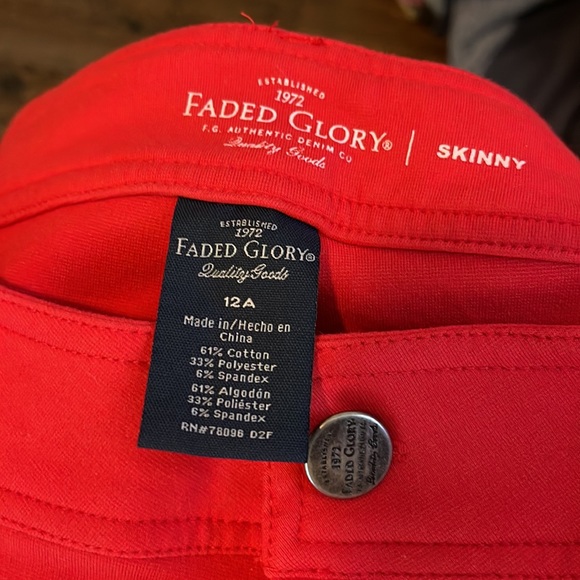 ESTABLISHED
1972
FADED GLORY®
F.G. AUTHENTIC DENIM CO
Quality Goods
SKINNY
ESTABLISHED
1972
FADED GLORY®
Quality Goods
12A
Made in/Hecho en
China
61% Cotton
33% Polyester
6% Spandex
61% Algodón
33% Poliéster
6% Spandex
RN#78096 D2F
ESTABLISHED
1972
FADED GLORY
Quality Goods